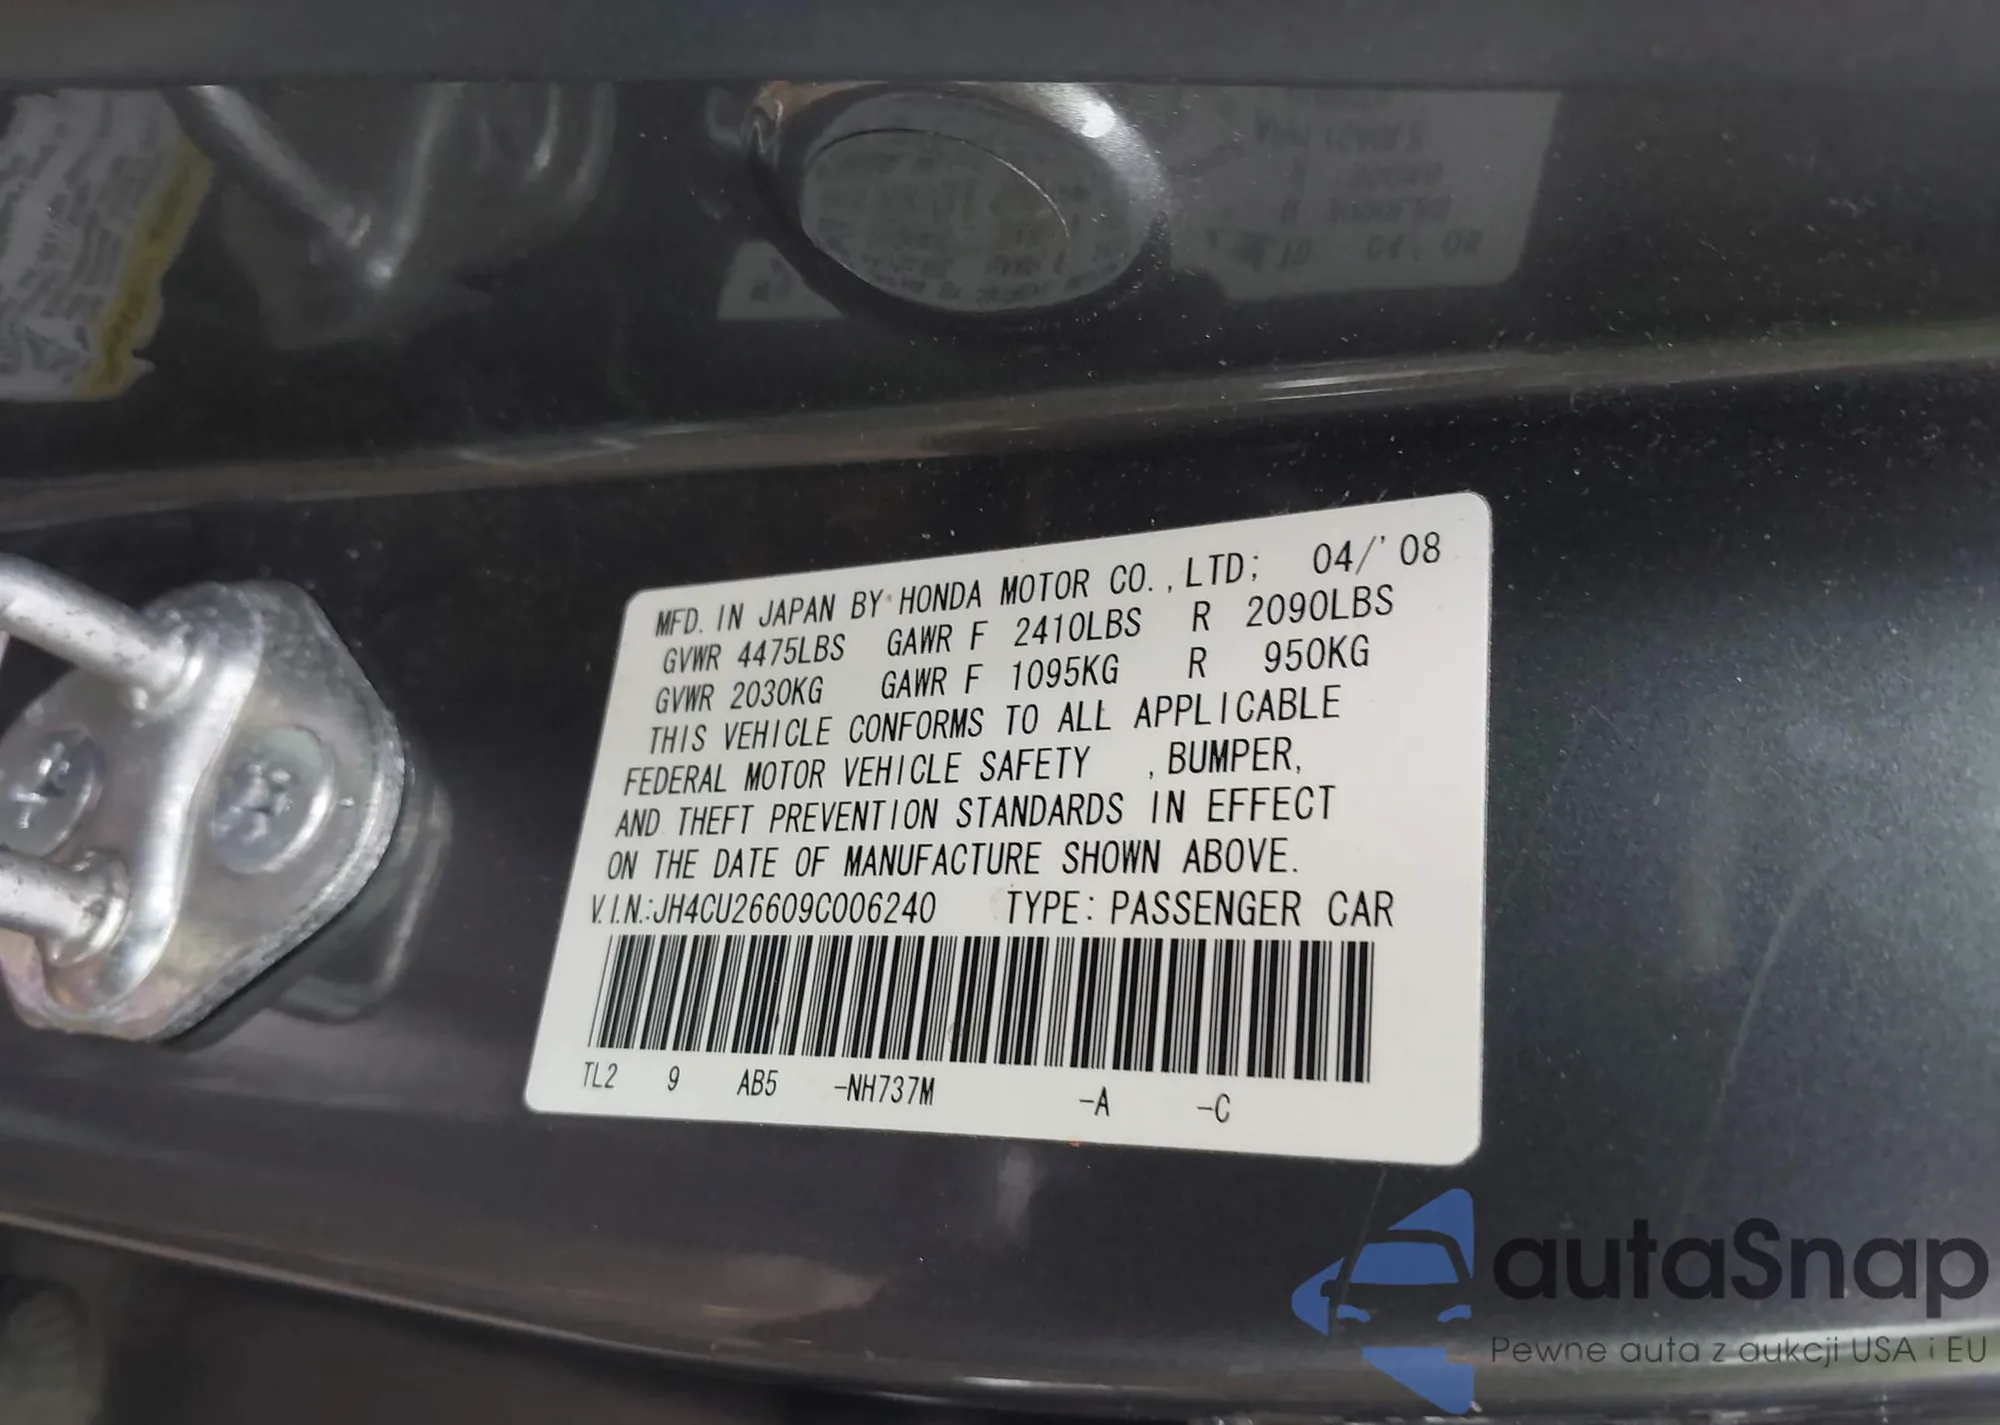 MFD. IN JAPAN BY HONDA MOTOR CO., LTD; 04/'08
GVWR 4475LBS GAWR F 2410LBS R 2090LBS
GVWR 2030KG GAWR F 1095KG R 950KG
THIS VEHICLE CONFORMS TO ALL APPLICABLE
FEDERAL MOTOR VEHICLE SAFETY , BUMPER,
AND THEFT PREVENTION STANDARDS IN EFFECT
ON THE DATE OF MANUFACTURE SHOWN ABOVE.
V.I.N.:JH4CU26609C006240 TYPE: PASSENGER CAR
TL2 9 AB5 -NH737M -A -C
autaSnap
Pewne auta z aukcji USA i EU